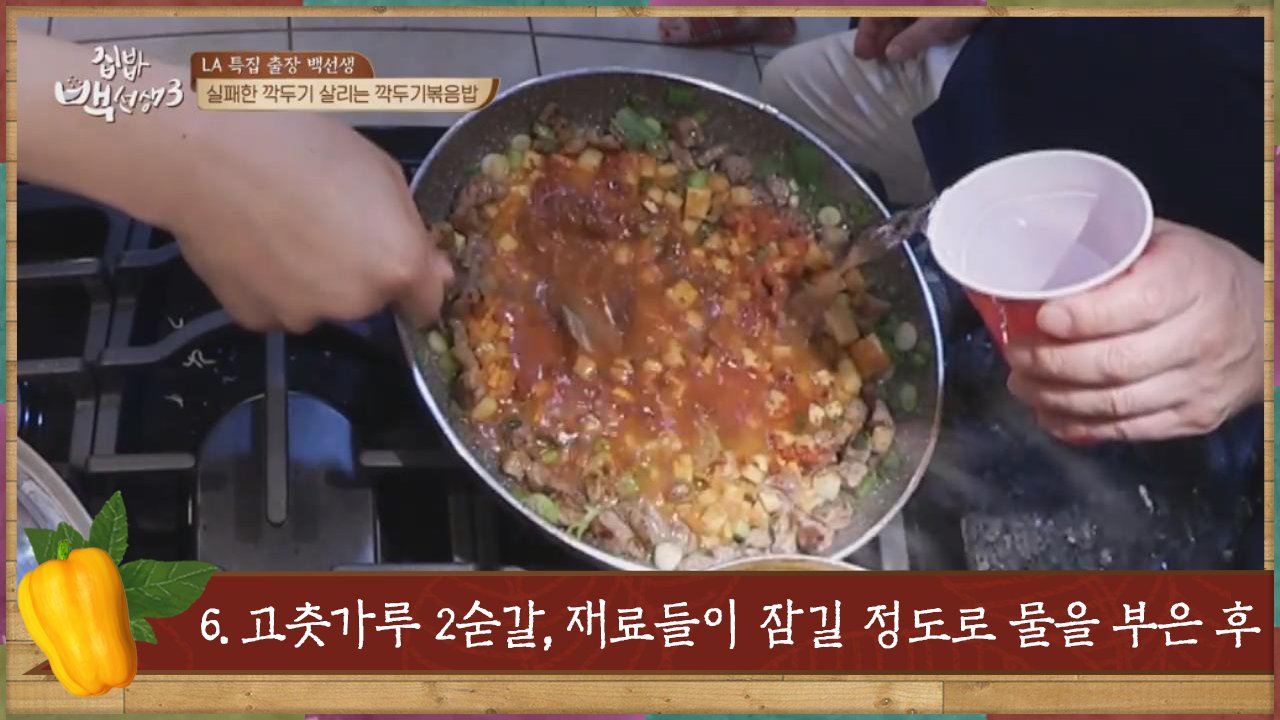 집밥
백선생3
LA 특집 출장 백선생
실패한 깍두기 살리는 깍두기볶음밥
6. 고춧가루 2숟갈, 재료들이 잠길 정도로 물을 부은 후